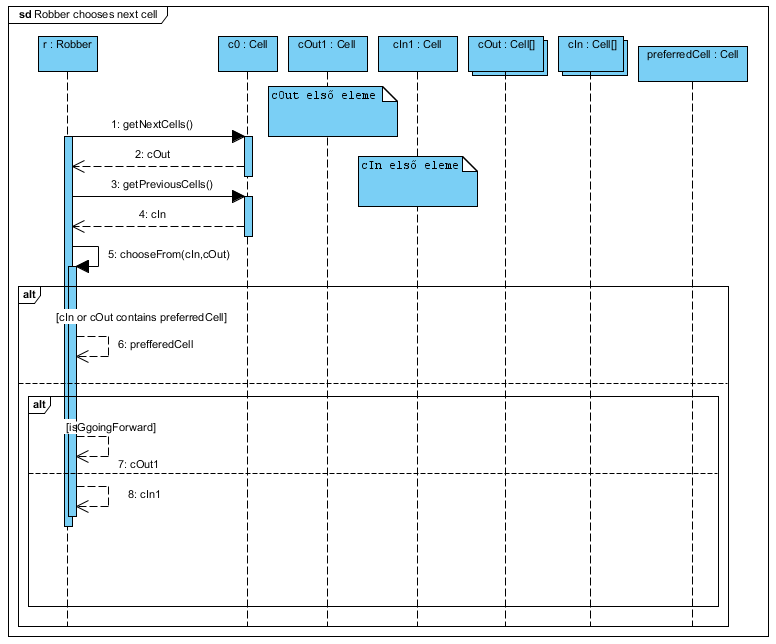 sd Robber chooses next cell
r : Robber
c0 : Cell
cOut1 : Cell
cIn1 : Cell
cOut : Cell[]
cIn : Cell[]
preferredCell : Cell
cOut első eleme
cIn első eleme
1: getNextCells()
2: cOut
3: getPreviousCells()
4: cIn
5: chooseFrom(cIn,cOut)
alt
[cIn or cOut contains preferredCell]
6: prefferedCell
alt
[isGgoingForward]
7: cOut1
8: cIn1